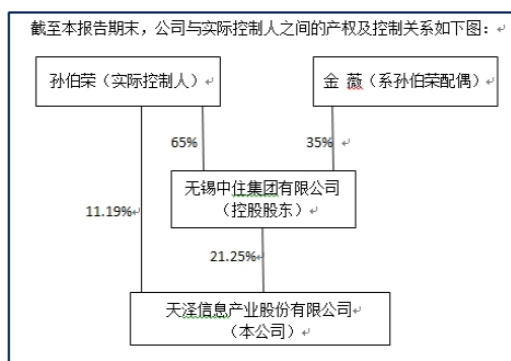 截至本报告期末，公司与实际控制人之间的产权及控制关系如下图：
孙伯荣（实际控制人）
金 薇（系孙伯荣配偶）
65%
35%
无锡中住集团有限公司
（控股股东）
11.19%
21.25%
天泽信息产业股份有限公司
（本公司）